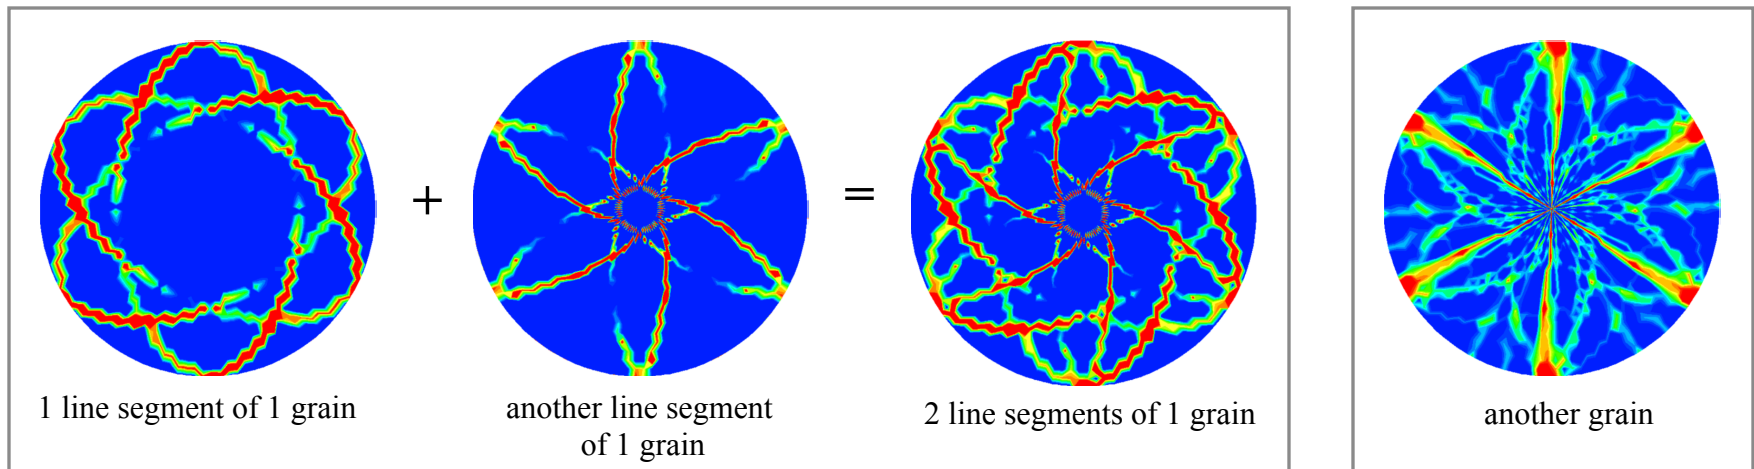 +
=
1 line segment of 1 grain
another line segment
of 1 grain
2 line segments of 1 grain
another grain